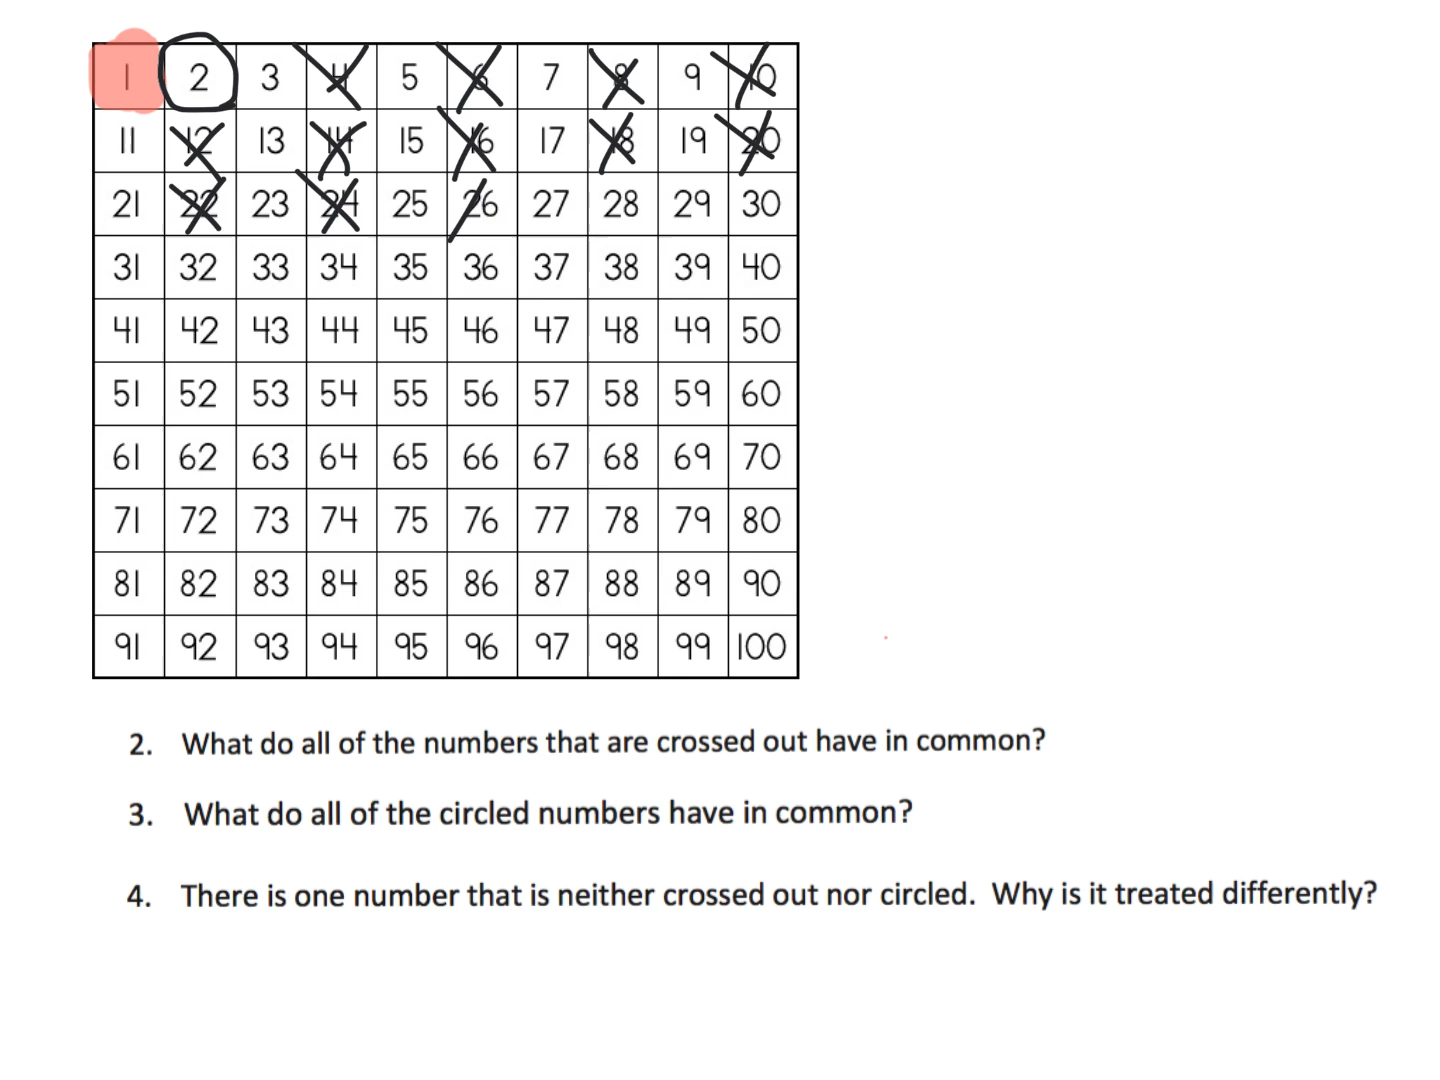 1 2 3 4 5 6 7 8 9 10
11 12 13 14 15 16 17 18 19 20
21 22 23 24 25 26 27 28 29 30
31 32 33 34 35 36 37 38 39 40
41 42 43 44 45 46 47 48 49 50
51 52 53 54 55 56 57 58 59 60
61 62 63 64 65 66 67 68 69 70
71 72 73 74 75 76 77 78 79 80
81 82 83 84 85 86 87 88 89 90
91 92 93 94 95 96 97 98 99 100
2. What do all of the numbers that are crossed out have in common?
3. What do all of the circled numbers have in common?
4. There is one number that is neither crossed out nor circled. Why is it treated differently?